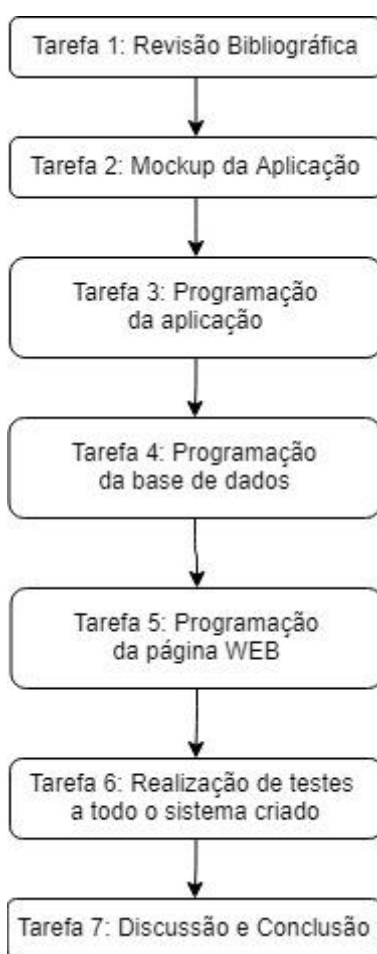 Tarefa 1: Revisão Bibliográfica
Tarefa 2: Mockup da Aplicação
Tarefa 3: Programação
da aplicação
Tarefa 4: Programação
da base de dados
Tarefa 5: Programação
da página WEB
Tarefa 6: Realização de testes
a todo o sistema criado
Tarefa 7: Discussão e Conclusão